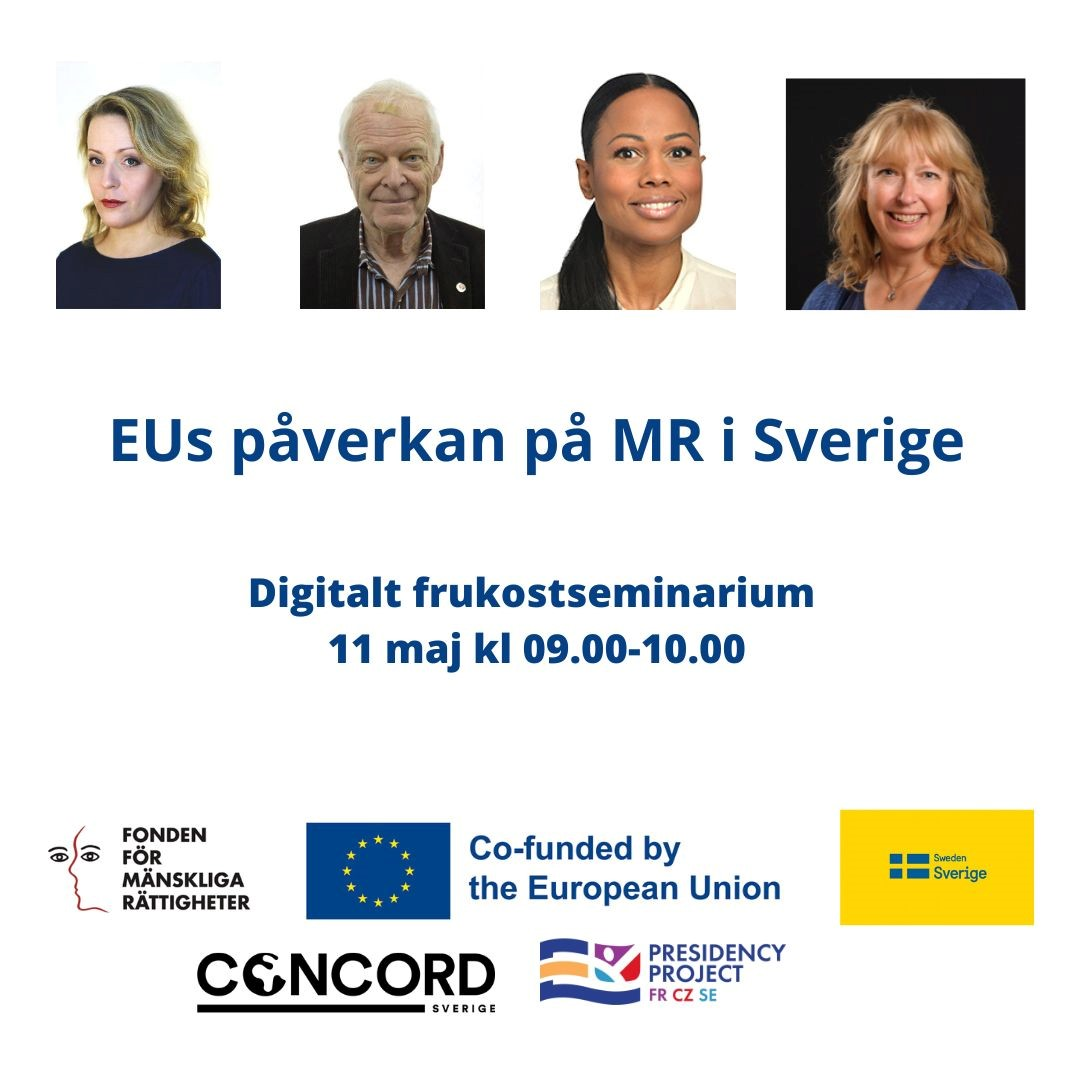 EUs påverkan på MR i Sverige
Digitalt frukostseminarium
11 maj kl 09.00-10.00
FONDEN
FÖR
MÄNSKLIGA
RÄTTIGHETER
Co-funded by
the European Union
Sweden
Sverige
CONCORD
SVERIGE
PRESIDENCY
PROJECT
FR CZ SE